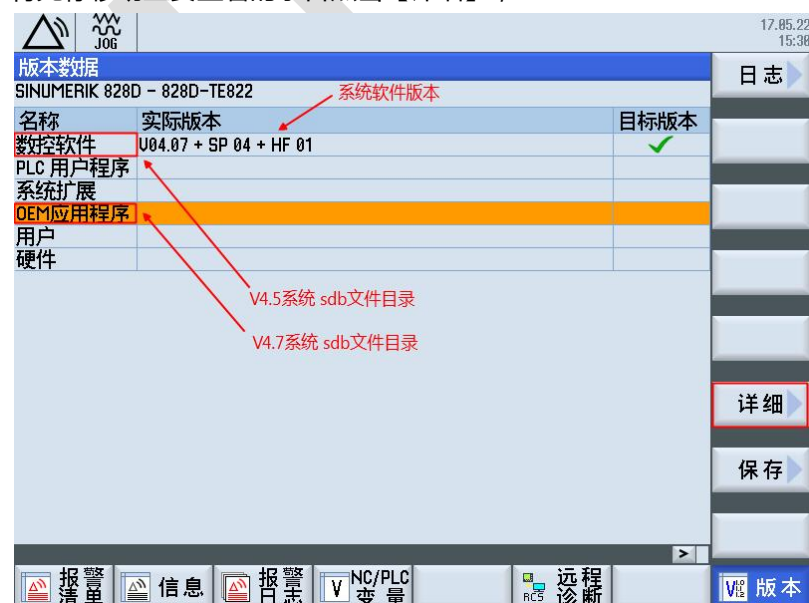 JOG
17.05.22
15:38
版本数据
SINUMERIK 828D - 828D-TE822
系统软件版本
名称 实际版本 目标版本
数控软件 V04.07 + SP 04 + HF 01
PLC 用户程序
系统扩展
OEM应用程序
用户
硬件
V4.5系统 sdb文件目录
V4.7系统 sdb文件目录
日志
详细
保存
>
报警清单
信息
报警日志
V NC/PLC变量
RCS 远程诊断
版本